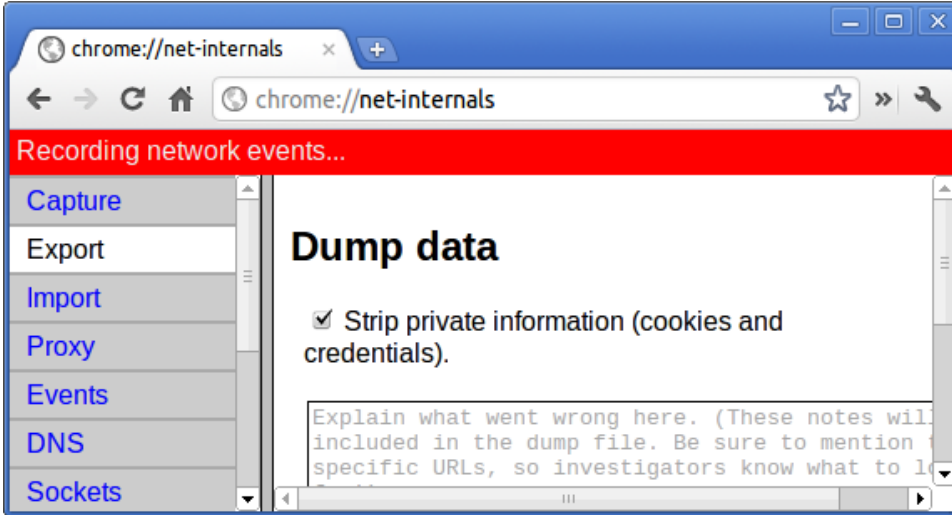 chrome://net-internals
chrome://net-internals
Recording network events...
Capture
Export
Import
Proxy
Events
DNS
Sockets
Dump data
Strip private information (cookies and
credentials).
Explain what went wrong here. (These notes will
included in the dump file. Be sure to mention
specific URLs, so investigators know what to